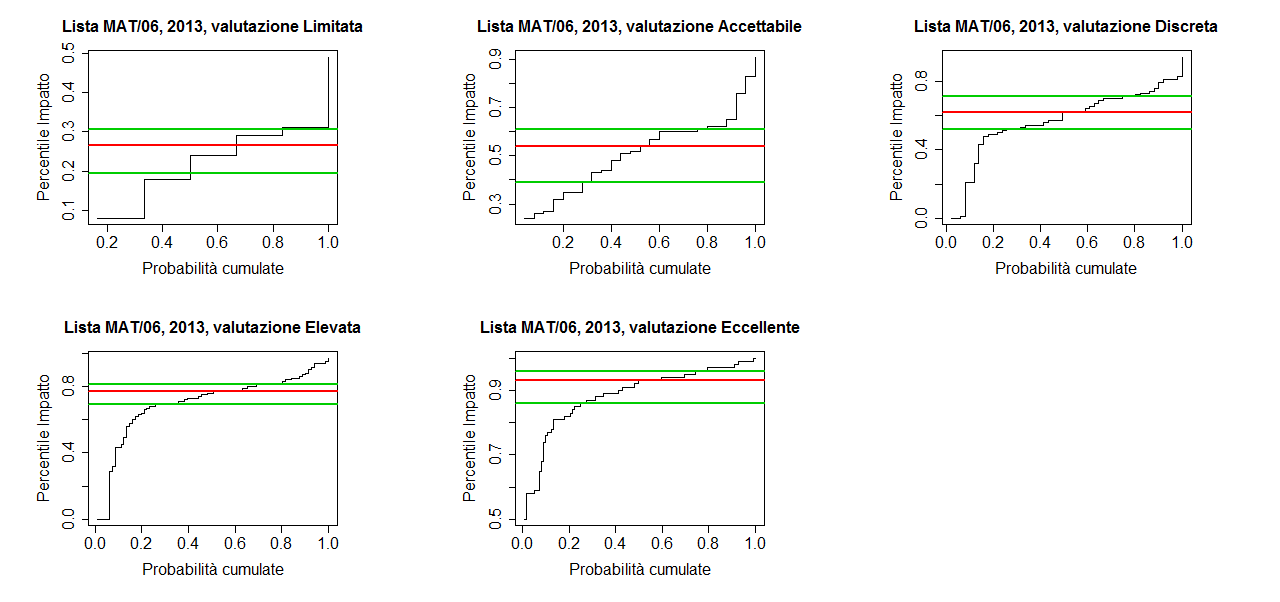 Lista MAT/06, 2013, valutazione Limitata
Percentile Impatto
0.1 0.2 0.3 0.4 0.5
0.2 0.4 0.6 0.8 1.0
Probabilità cumulate
Lista MAT/06, 2013, valutazione Accettabile
Percentile Impatto
0.3 0.5 0.7 0.9
0.2 0.4 0.6 0.8 1.0
Probabilità cumulate
Lista MAT/06, 2013, valutazione Discreta
Percentile Impatto
0.0 0.4 0.8
0.0 0.2 0.4 0.6 0.8 1.0
Probabilità cumulate
Lista MAT/06, 2013, valutazione Elevata
Percentile Impatto
0.0 0.4 0.8
0.0 0.2 0.4 0.6 0.8 1.0
Probabilità cumulate
Lista MAT/06, 2013, valutazione Eccellente
Percentile Impatto
0.5 0.7 0.9
0.0 0.2 0.4 0.6 0.8 1.0
Probabilità cumulate